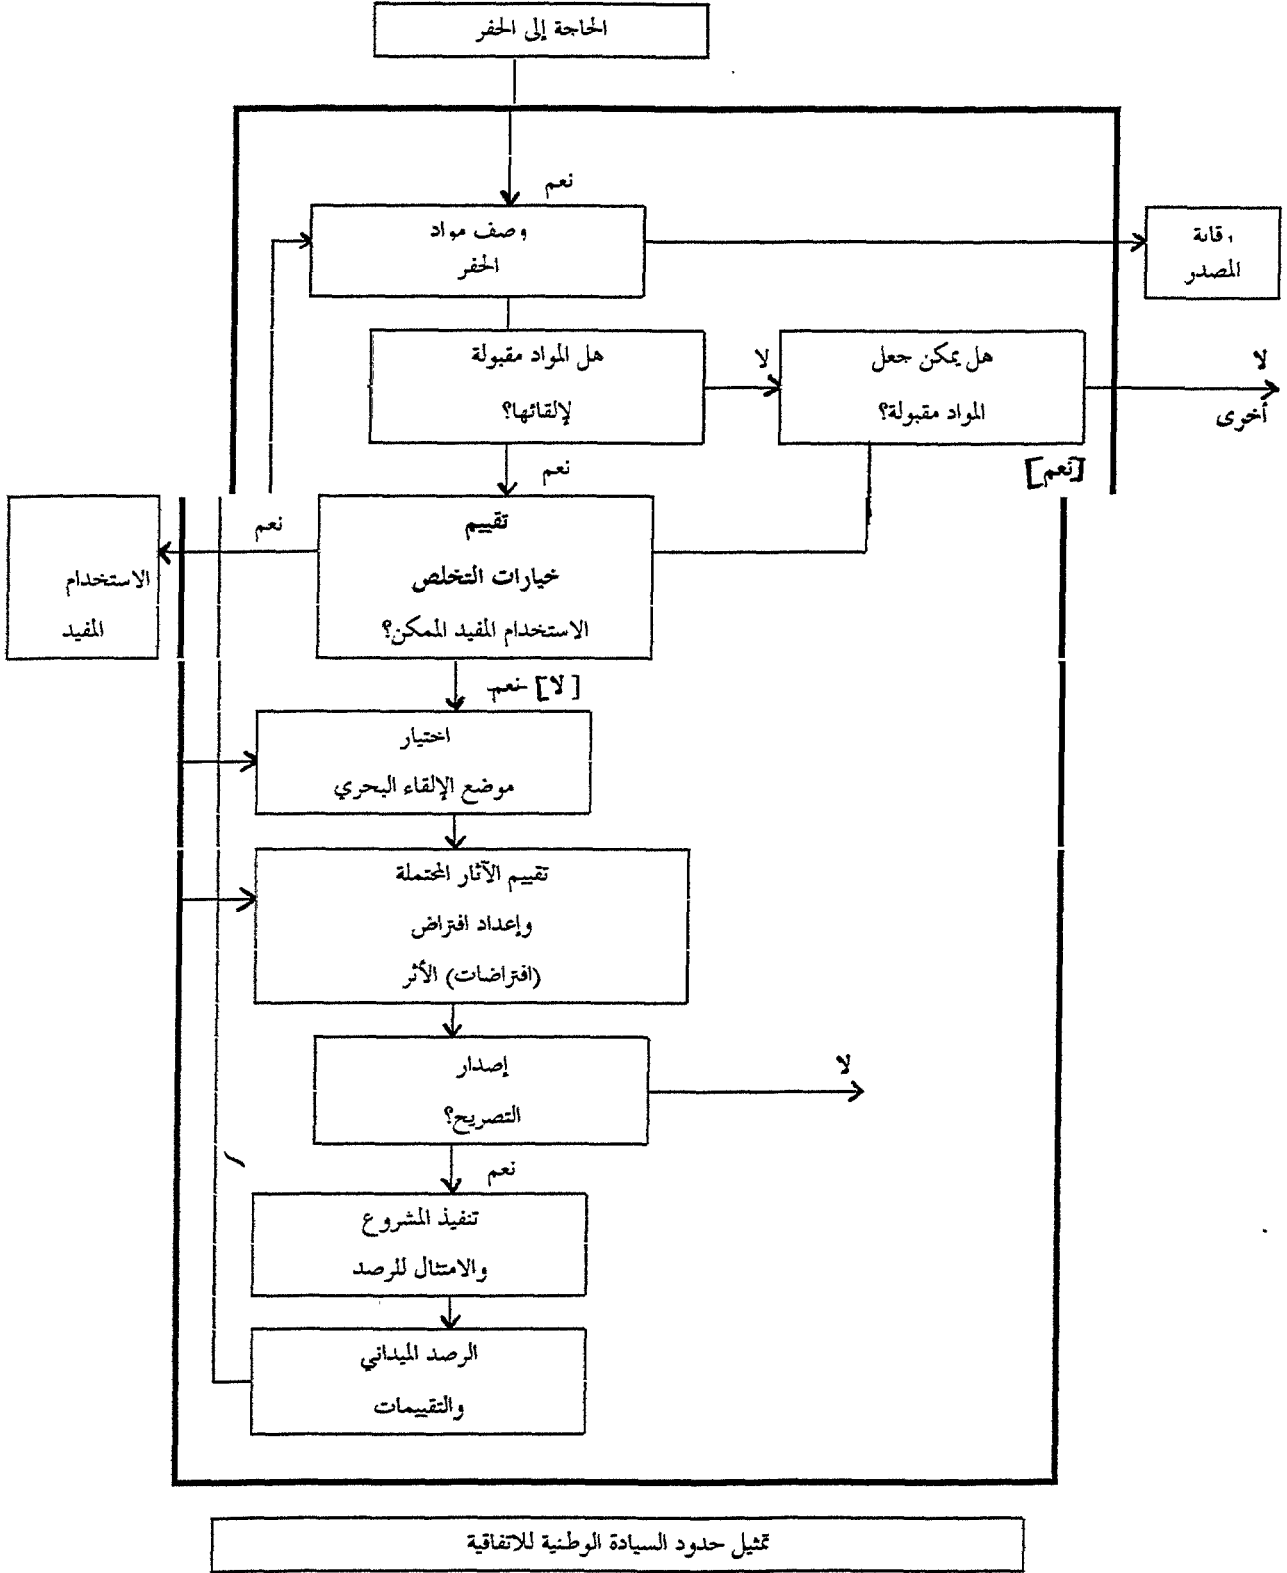 الحاجة إلى الحفر
نعم
وصف مواد
الحفر
المصدر
هل المواد مقبولة
لإلقائها؟
لا
هل يمكن جعل
المواد مقبولة؟
لا
أخرى
نعم
[نعم]
تقييم
خيارات التخلص
الاستخدام المفيد الممكن؟
نعم
الاستخدام
المفيد
[لا] نعم
اختيار
موضع الإلقاء البحري
تقييم الآثار المحتملة
وإعداد افتراض
(افتراضات) الأثر
إصدار
التصريح؟
لا
نعم
تنفيذ المشروع
والامتثال للرصد
الرصد الميداني
والتقييمات
تمثيل حدود السيادة الوطنية للاتفاقية